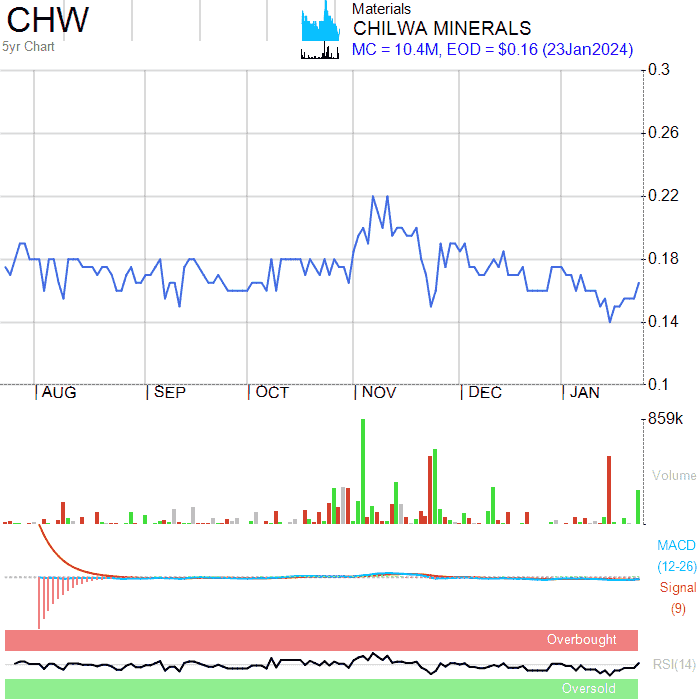 CHW
5yr Chart
Materials
CHILWA MINERALS
MC = 10.4M, EOD = $0.16 (23Jan2024)
0.3
0.26
0.22
0.18
0.14
0.1
AUG SEP OCT NOV DEC JAN
859k
Volume
MACD
(12-26)
Signal
(9)
Overbought
RSI(14)
Oversold